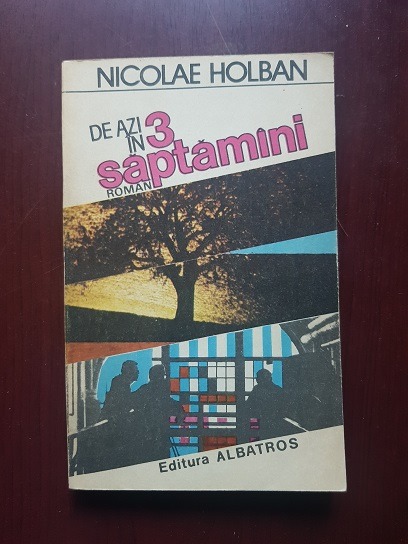 NICOLAE HOLBAN
DE AZI
ÎN 3
săptămîni
ROMAN
Editura ALBATROS